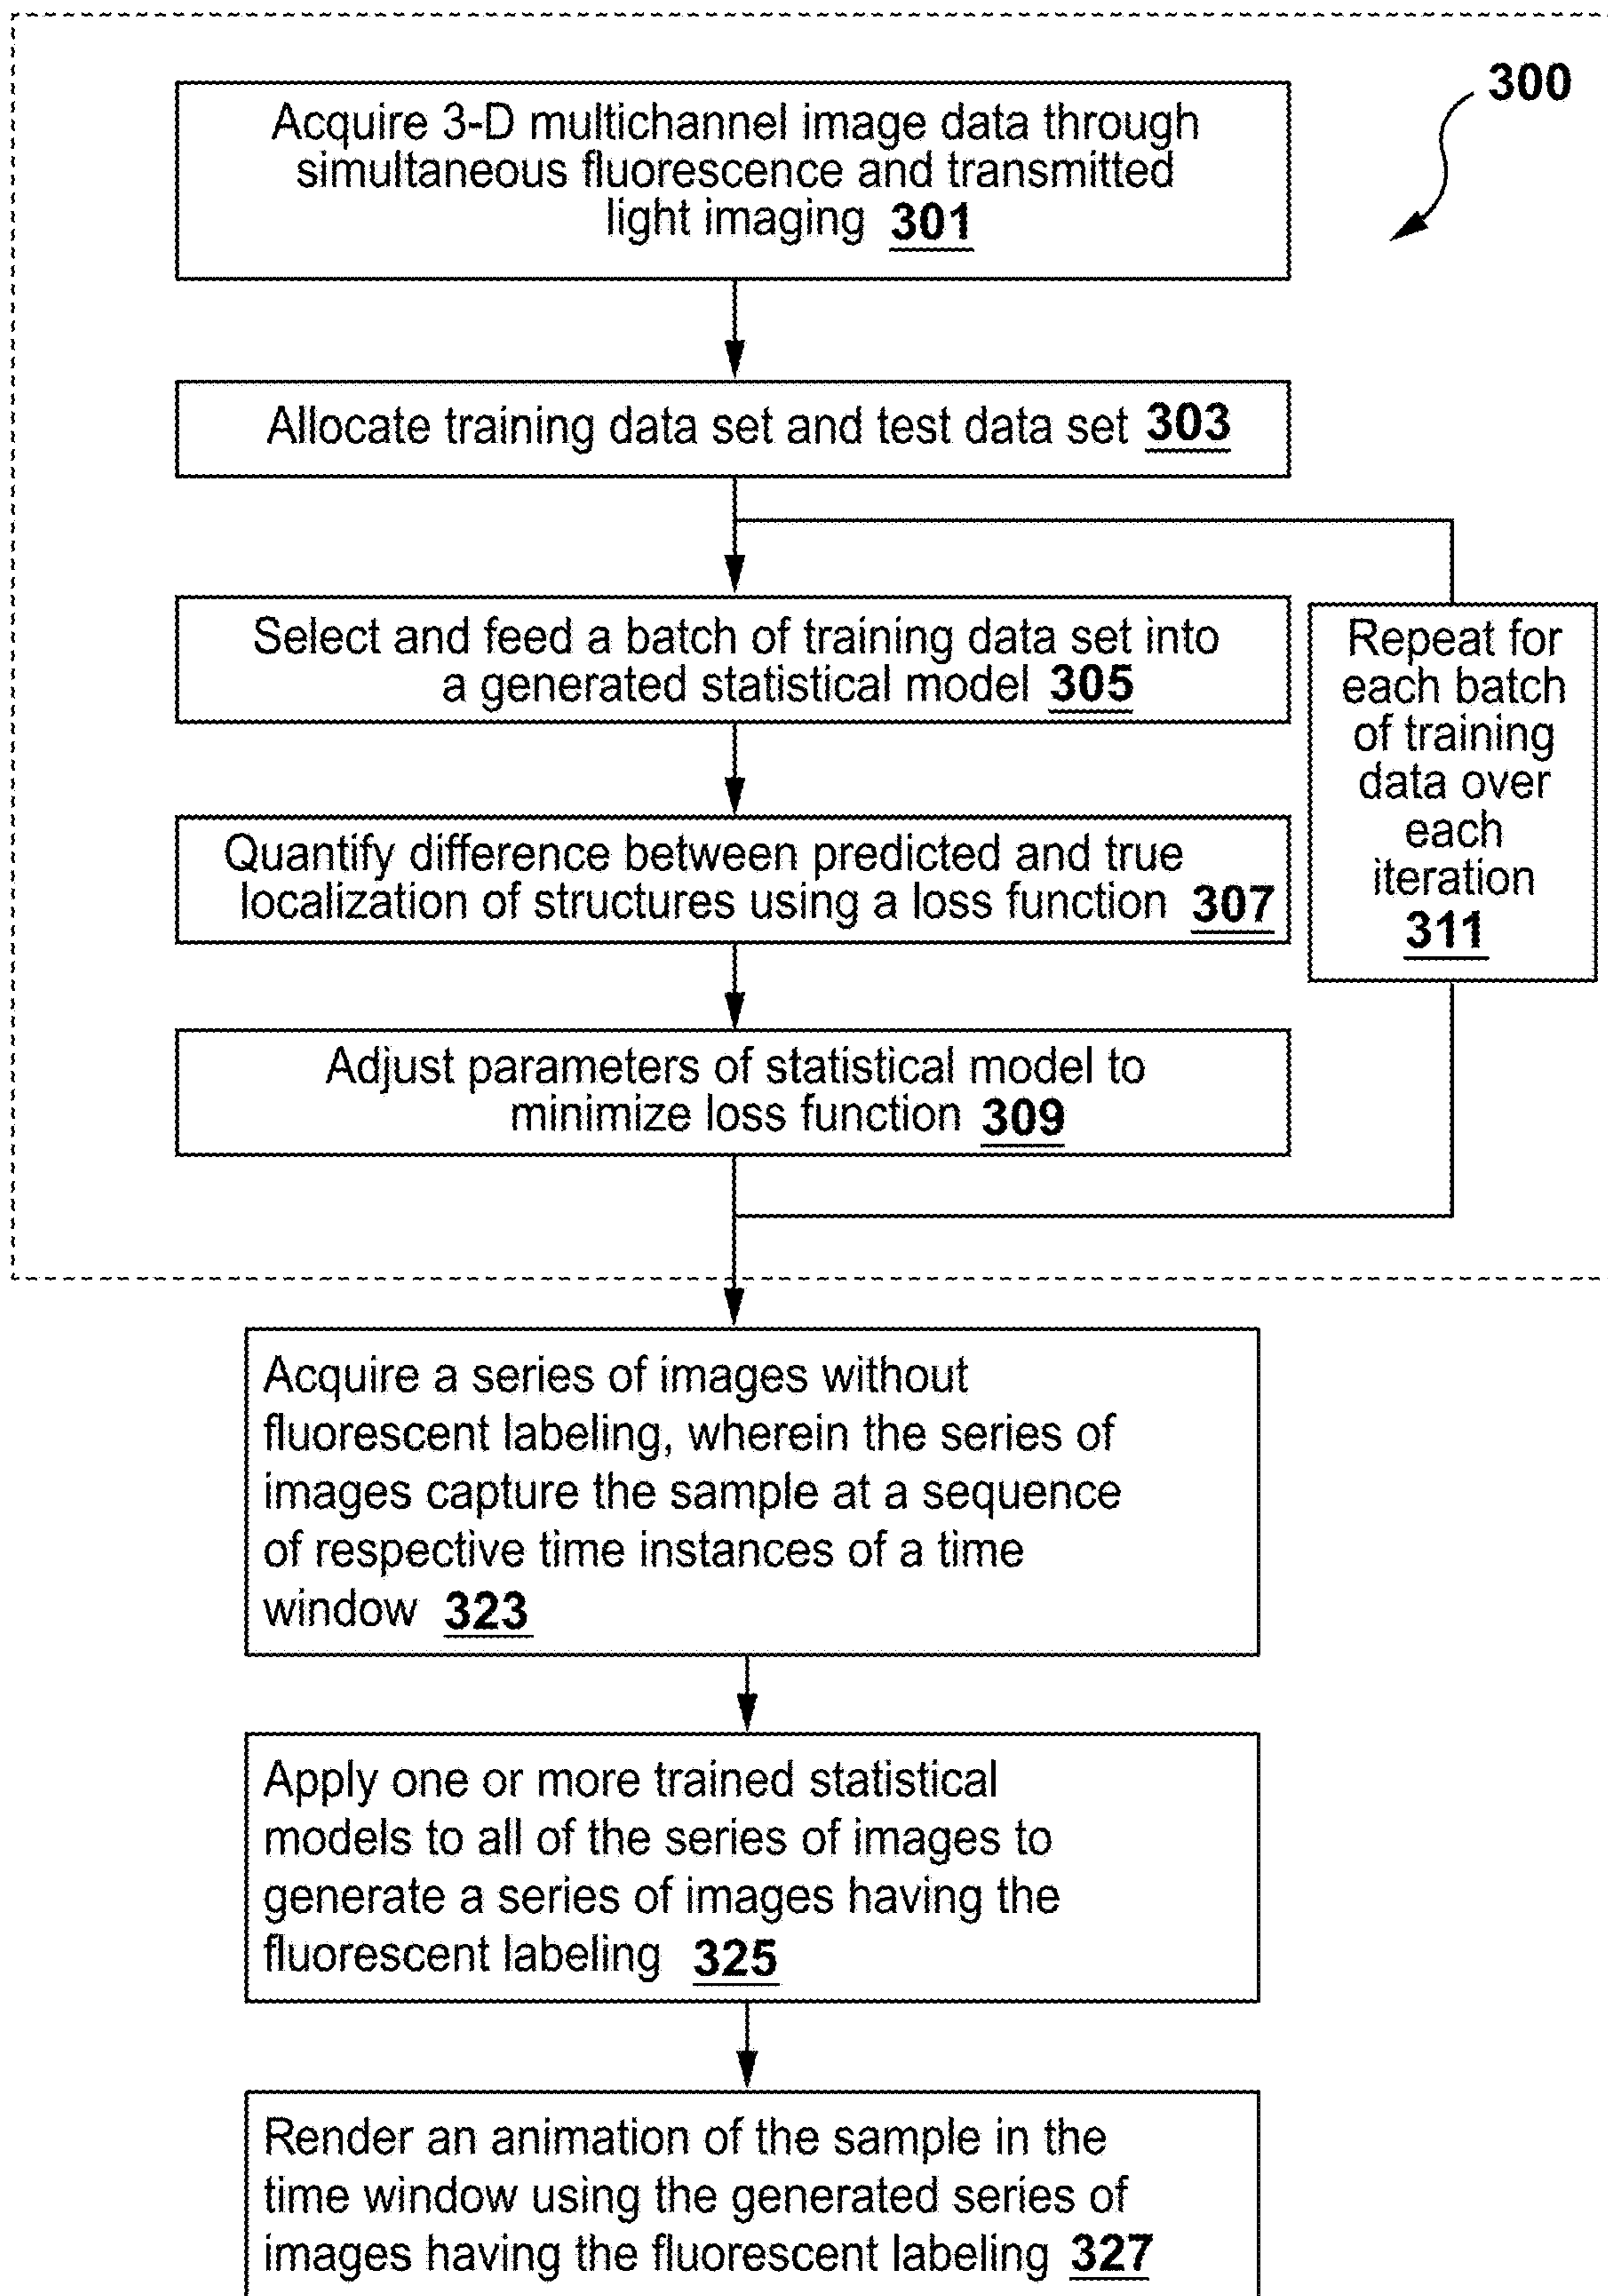 300
Acquire 3-D multichannel image data through
simultaneous fluorescence and transmitted
light imaging 301
Allocate training data set and test data set 303
Select and feed a batch of training data set into
a generated statistical model 305
Quantify difference between predicted and true
localization of structures using a loss function 307
Adjust parameters of statistical model to
minimize loss function 309
Repeat for
each batch
of training
data over
each
iteration
311
Acquire a series of images without
fluorescent labeling, wherein the series of
images capture the sample at a sequence
of respective time instances of a time
window 323
Apply one or more trained statistical
models to all of the series of images to
generate a series of images having the
fluorescent labeling 325
Render an animation of the sample in the
time window using the generated series of
images having the fluorescent labeling 327